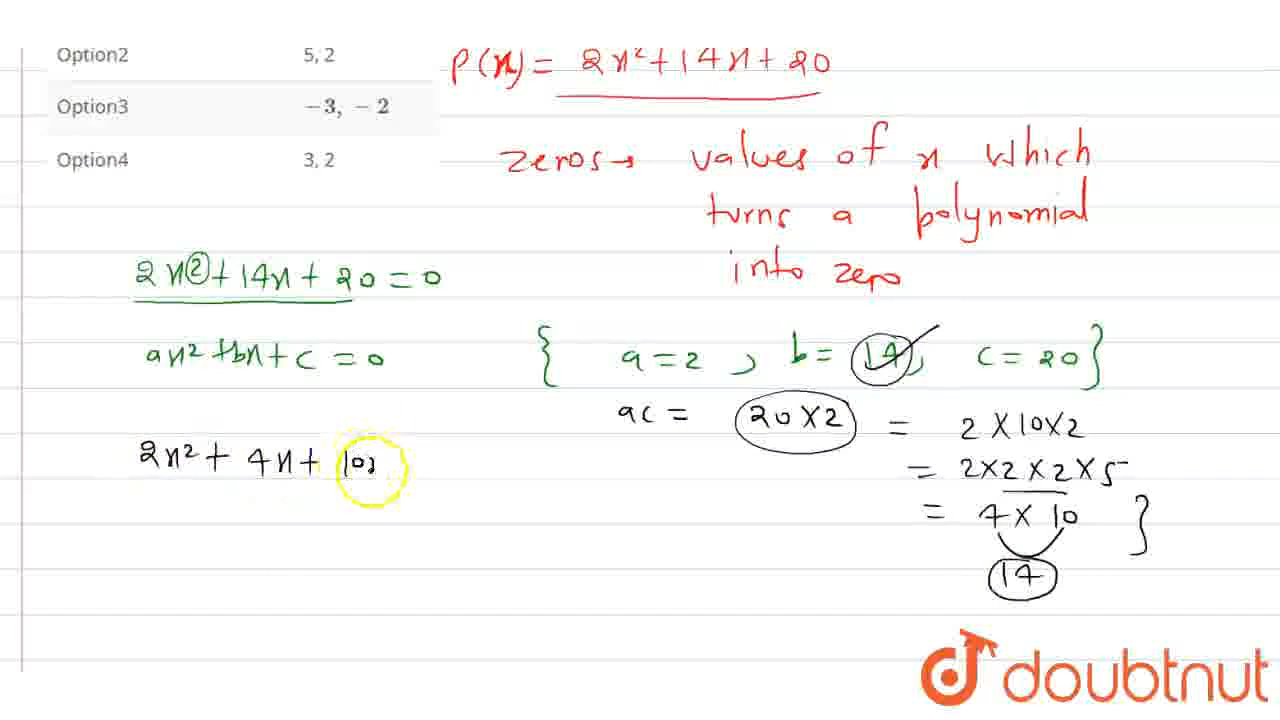 Option2 5, 2
Option3 −3, −2
Option4 3, 2
P(x) = 2x² + 14x + 20
zeros → values of x which
turns a polynomial
into zero
2x² + 14x + 20 = 0
ax² + bx + c = 0 { a = 2 , b = 14, c = 20 }
ac = 20 × 2 = 2 × 10 × 2
= 2 × 2 × 2 × 5
2x² + 4x + 10x
= 4 × 10 }
14
doubtnut